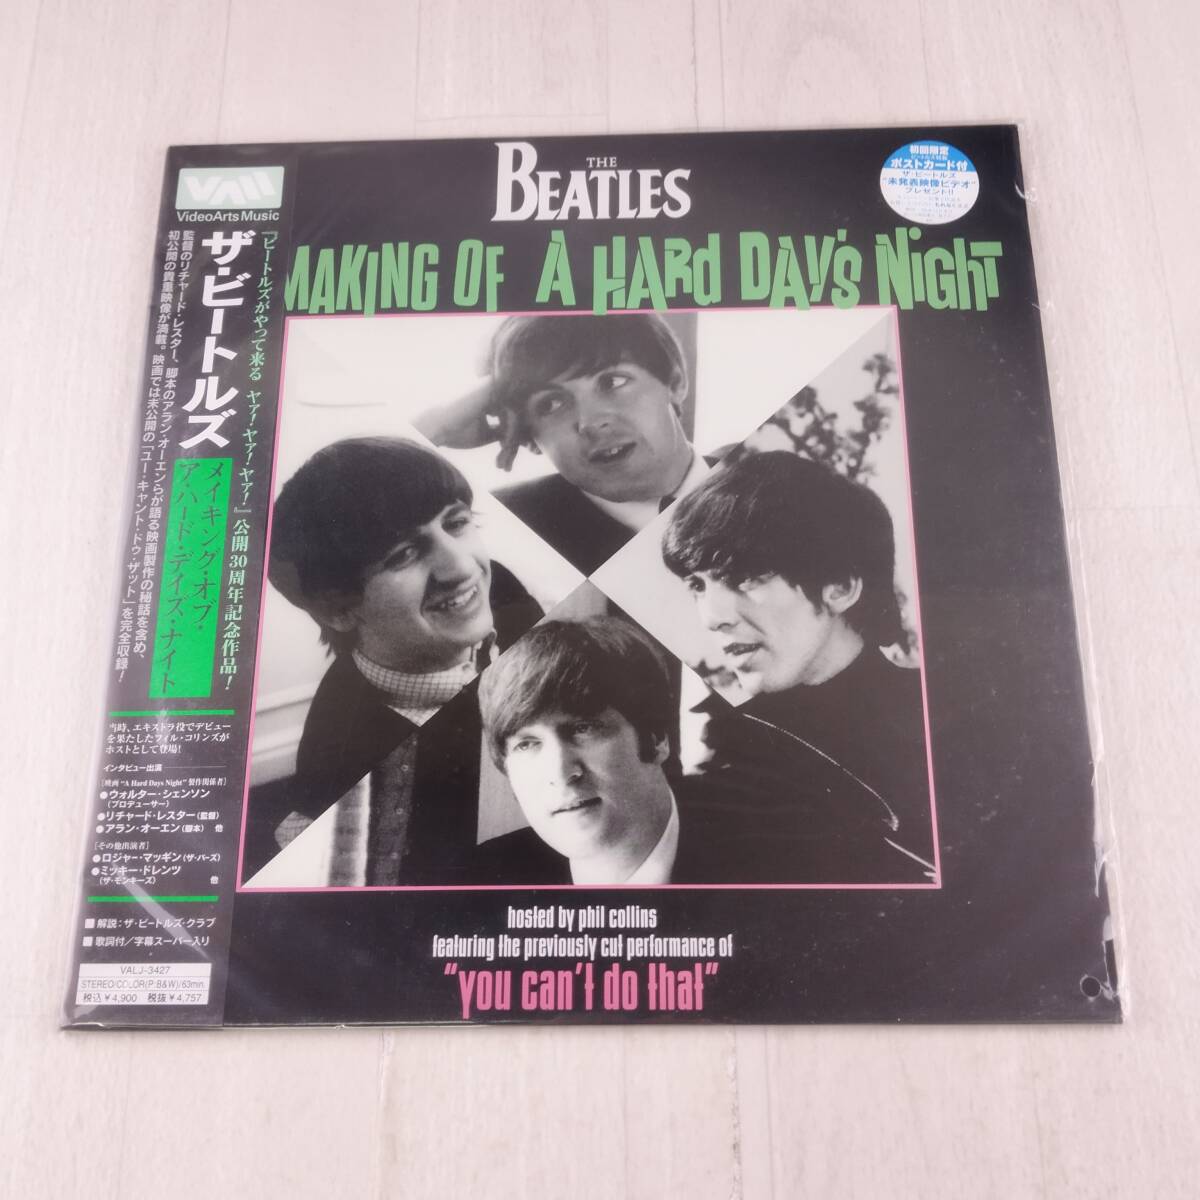 THE
BEATLES
MAKING OF A HARD DAY'S NIGHT
初回限定
ポストカード付
ザ・ビートルズ
"未発表映像ビデオ"
プレゼント!!
VideoArts Music
『ビートルズがやって来る ヤァ!ヤァ!ヤァ!』公開30周年記念作品!
ザ・ビートルズ
メイキング・オブ・
ア・ハード・デイズ・ナイト
監督のリチャード・レスター、脚本のアラン・オーエンらが語る映画製作の秘話を含め、
初公開の貴重映像が満載。映画では未公開の「ユー・キャント・ドゥ・ザット」を完全収録!
当時、エキストラ役でデビュー
を果たしたフィル・コリンズが
ホストとして登場!
インタビュー出演
[映画 "A Hard Days Night" 製作関係者]
●ウォルター・シェンソン
(プロデューサー)
●リチャード・レスター(監督)
●アラン・オーエン(脚本) 他
[その他出演者]
●ロジャー・マッギン(ザ・バーズ)
●ミッキー・ドレンツ
(ザ・モンキーズ) 他
■解説:ザ・ビートルズ・クラブ
■歌詞付/字幕スーパー入り
VALJ-3427
STEREO/COLOR(P:B&W)/63min.
税込¥4,900 税抜¥4,757
hosted by phil collins
featuring the previously cut performance of
"you can't do that"